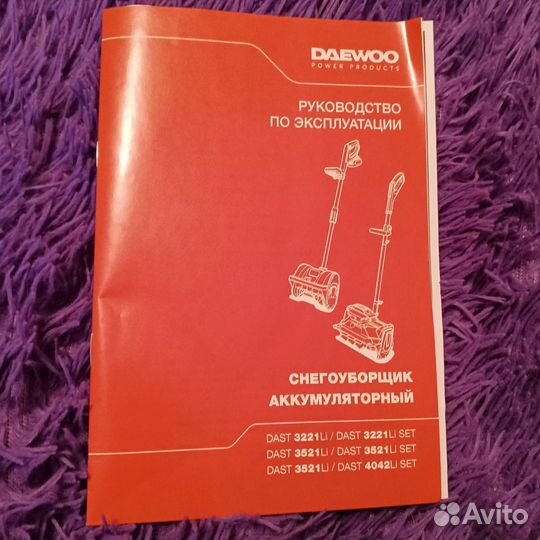 DAEWOO
POWER PRODUCTS
РУКОВОДСТВО
ПО ЭКСПЛУАТАЦИИ
СНЕГОУБОРЩИК
АККУМУЛЯТОРНЫЙ
DAST 3221Li / DAST 3221Li SET
DAST 3521Li / DAST 3521Li SET
DAST 3521Li / DAST 4042Li SET
Avito